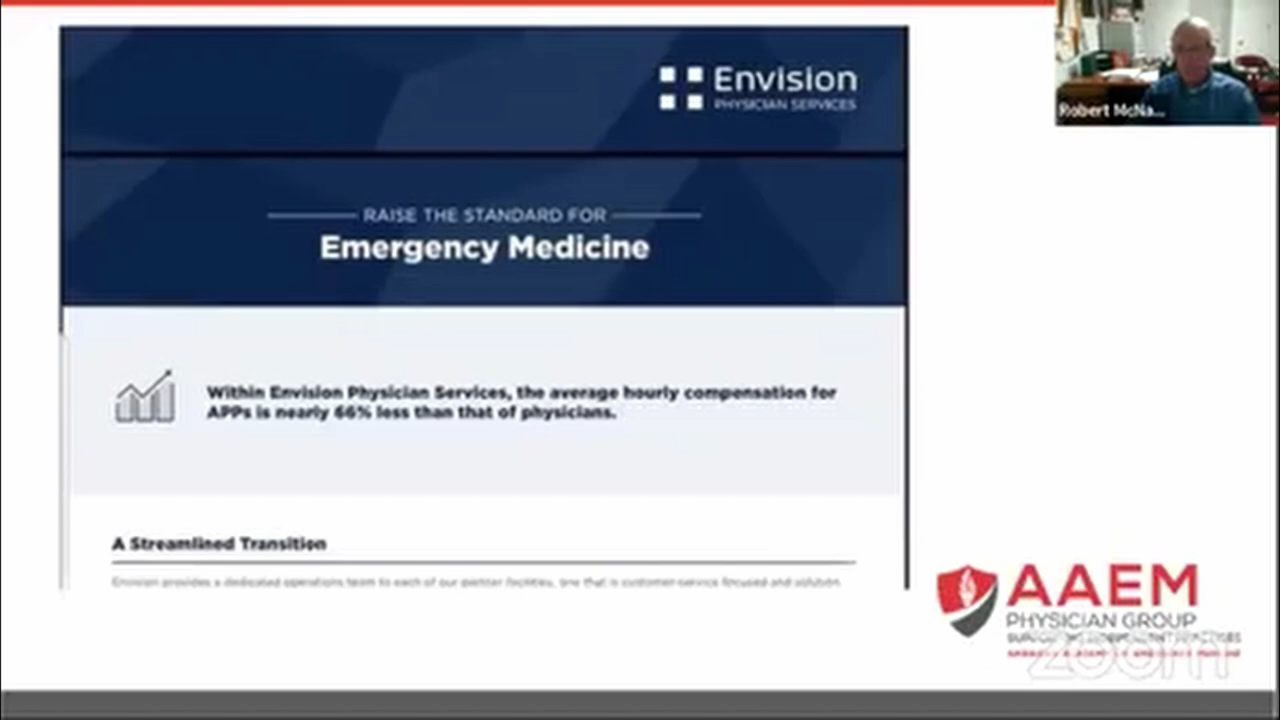 Envision
PHYSICIAN SERVICES
Robert McNa...
RAISE THE STANDARD FOR
Emergency Medicine
Within Envision Physician Services, the average hourly compensation for
APPs is nearly 66% less than that of physicians.
A Streamlined Transition
Envision provides a dedicated operations team to each of our partner facilities, one that is customer-service focused and solution
AAEM
PHYSICIAN GROUP
zoom